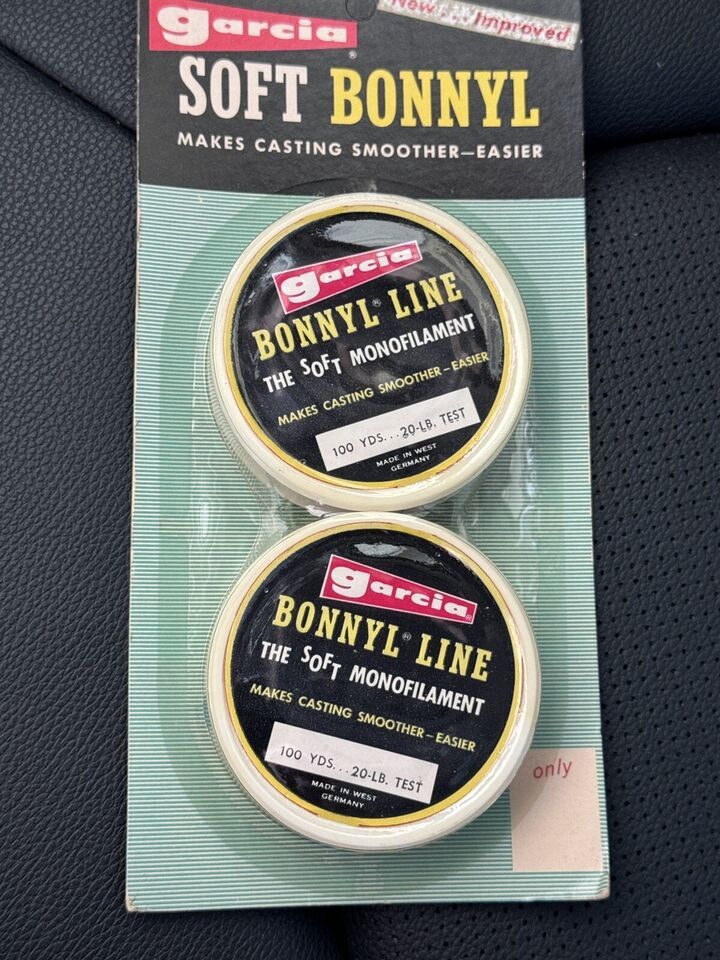 garcia®
New... Improved
SOFT BONNYL
MAKES CASTING SMOOTHER—EASIER
garcia®
BONNYL® LINE
THE SOFT MONOFILAMENT
MAKES CASTING SMOOTHER–EASIER
100 YDS...20-LB. TEST
MADE IN WEST
GERMANY
garcia®
BONNYL® LINE
THE SOFT MONOFILAMENT
MAKES CASTING SMOOTHER–EASIER
100 YDS...20-LB. TEST
MADE IN WEST
GERMANY
only